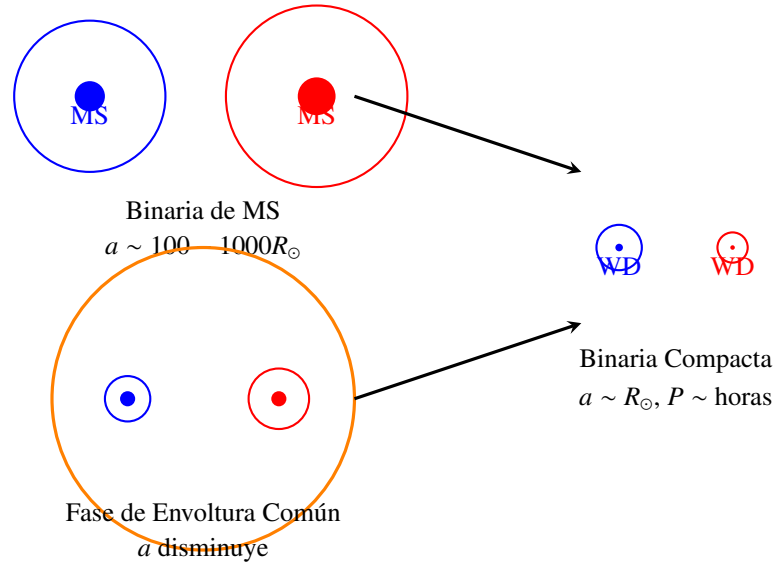 MS
MS
Binaria de MS
a ~ 100 – 1000R⊙
WD
WD
Binaria Compacta
a ~ R⊙, P ~ horas
Fase de Envoltura Común
a disminuye